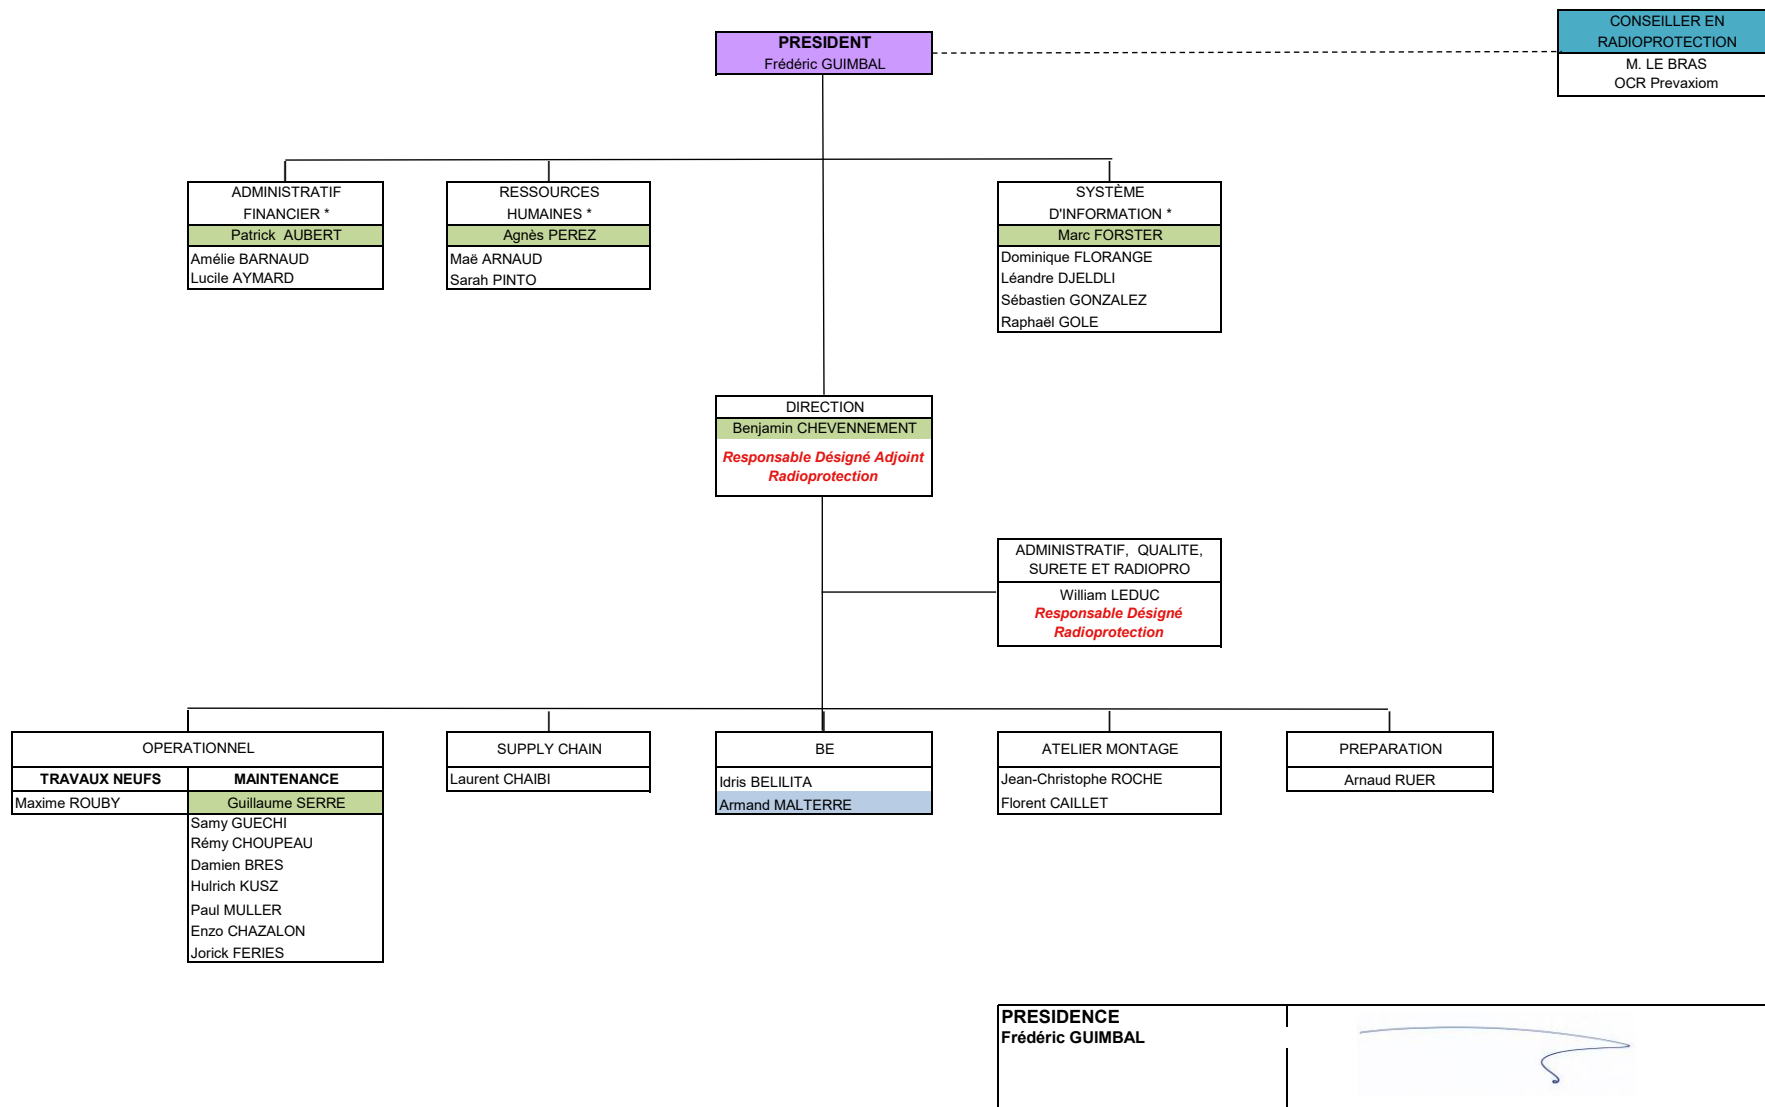 CONSEILLER EN
RADIOPROTECTION
M. LE BRAS
OCR Prevaxiom
PRESIDENT
Frédéric GUIMBAL
ADMINISTRATIF
FINANCIER *
Patrick AUBERT
Amélie BARNAUD
Lucile AYMARD
RESSOURCES
HUMAINES *
Agnès PEREZ
Maë ARNAUD
Sarah PINTO
SYSTÈME
D'INFORMATION *
Marc FORSTER
Dominique FLORANGE
Léandre DJELDLI
Sébastien GONZALEZ
Raphaël GOLE
DIRECTION
Benjamin CHEVENNEMENT
Responsable Désigné Adjoint
Radioprotection
ADMINISTRATIF, QUALITE,
SURETE ET RADIOPRO
William LEDUC
Responsable Désigné
Radioprotection
OPERATIONNEL
TRAVAUX NEUFS
Maxime ROUBY
MAINTENANCE
Guillaume SERRE
Samy GUECHI
Rémy CHOUPEAU
Damien BRES
Hulrich KUSZ
Paul MULLER
Enzo CHAZALON
Jorick FERIES
SUPPLY CHAIN
Laurent CHAIBI
BE
Idris BELILITA
Armand MALTERRE
ATELIER MONTAGE
Jean-Christophe ROCHE
Florent CAILLET
PREPARATION
Arnaud RUER
PRESIDENCE
Frédéric GUIMBAL